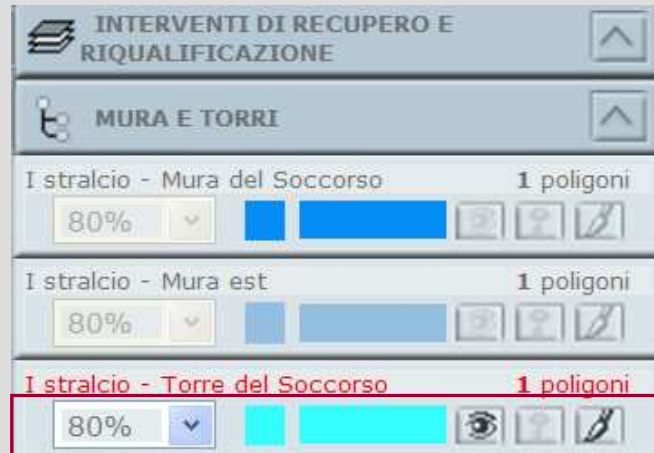 INTERVENTI DI RECUPERO E
RIQUALIFICAZIONE
MURA E TORRI
I stralcio - Mura del Soccorso 1 poligoni
80%
I stralcio - Mura est 1 poligoni
80%
I stralcio - Torre del Soccorso 1 poligoni
80%